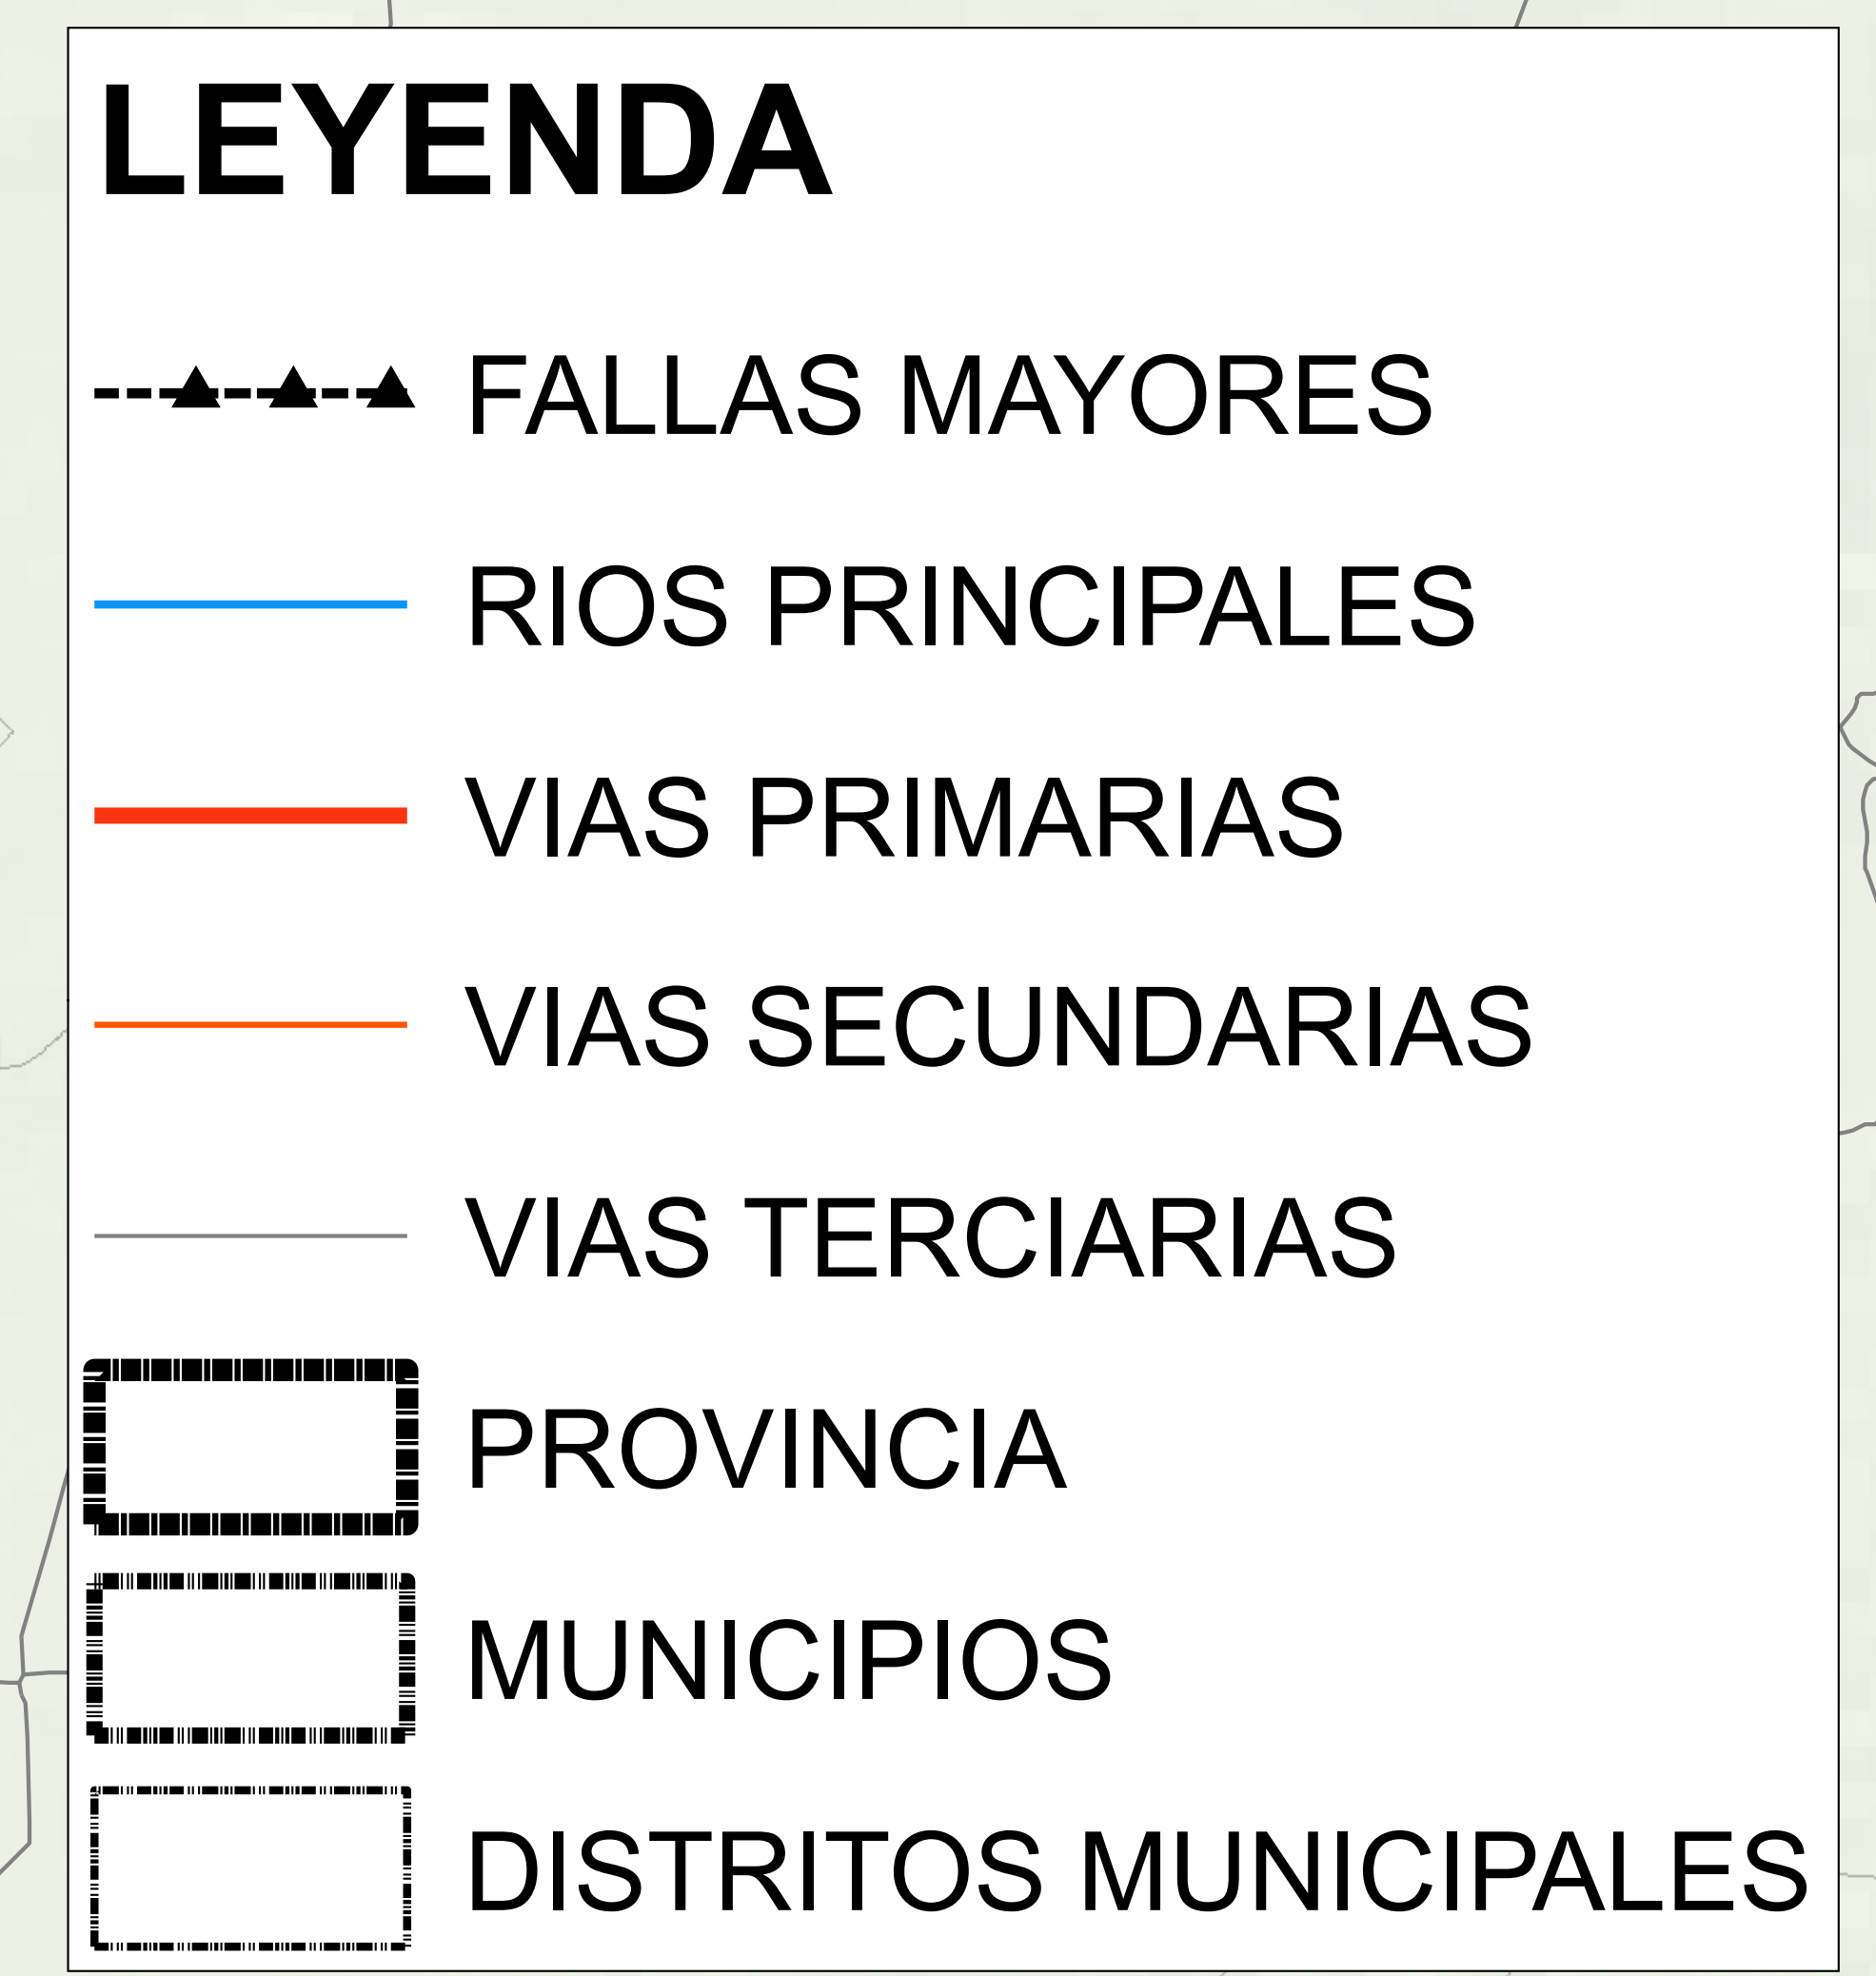 LEYENDA
FALLAS MAYORES
RIOS PRINCIPALES
VIAS PRIMARIAS
VIAS SECUNDARIAS
VIAS TERCIARIAS
PROVINCIA
MUNICIPIOS
DISTRITOS MUNICIPALES